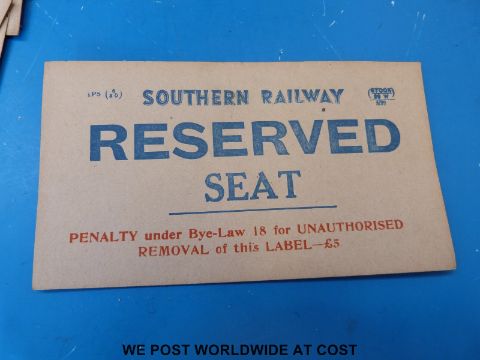 SOUTHERN RAILWAY
STOCK
RESERVED
SEAT
PENALTY under Bye-Law 18 for UNAUTHORISED
REMOVAL of this LABEL—£5
WE POST WORLDWIDE AT COST